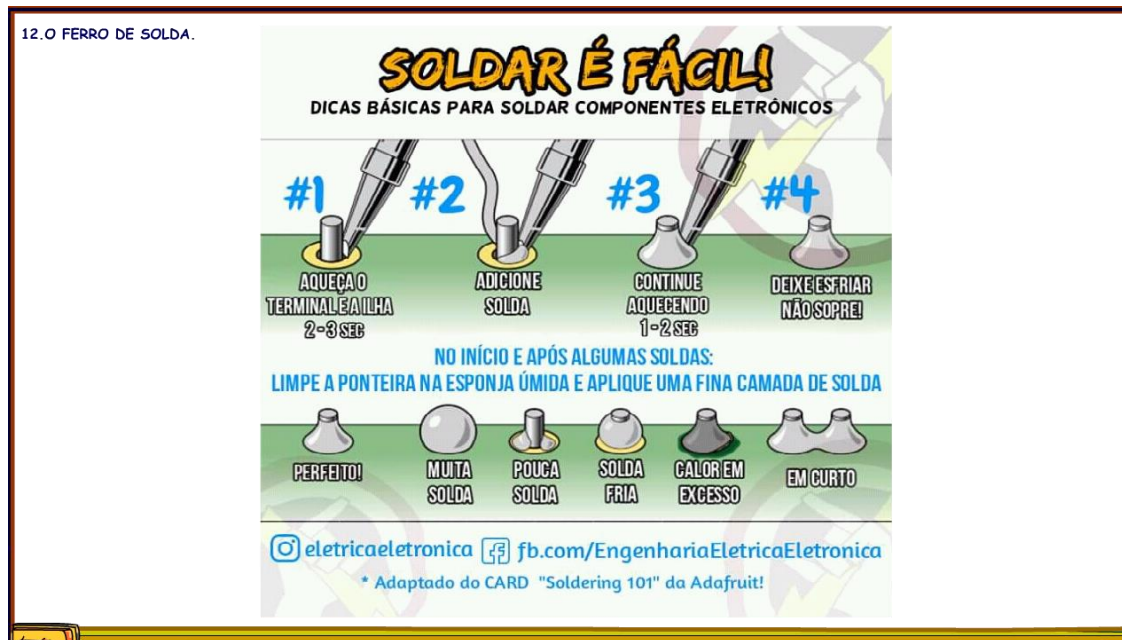 12.O FERRO DE SOLDA.
SOLDAR É FÁCIL!
DICAS BÁSICAS PARA SOLDAR COMPONENTES ELETRÔNICOS
#1
#2
#3
#4
AQUEÇA O
TERMINAL E A ILHA
2-3 SEC
ADICIONE
SOLDA
CONTINUE
AQUECENDO
1-2 SEC
DEIXE ESFRIAR
NÃO SOPRE!
NO INÍCIO E APÓS ALGUMAS SOLDAS:
LIMPE A PONTEIRA NA ESPONJA ÚMIDA E APLIQUE UMA FINA CAMADA DE SOLDA
PERFEITO!
MUITA
SOLDA
POUCA
SOLDA
SOLDA
FRIA
CALOR EM
EXCESSO
EM CURTO
eletricaeletronica fb.com/EngenhariaEletricaEletronica
* Adaptado do CARD "Soldering 101" da Adafruit!